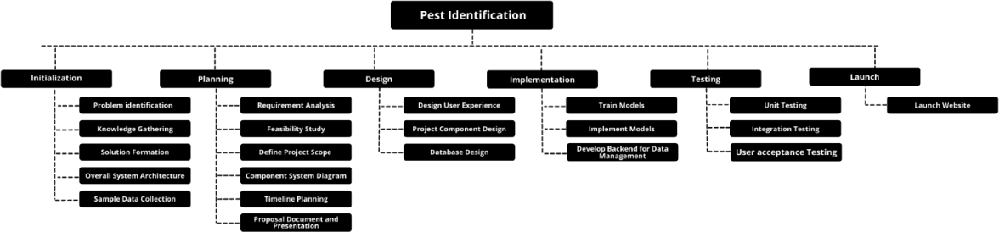 Pest Identification
Initialization
Problem identification
Knowledge Gathering
Solution Formation
Overall System Architecture
Sample Data Collection
Planning
Requirement Analysis
Feasibility Study
Define Project Scope
Component System Diagram
Timeline Planning
Proposal Document and
Presentation
Design
Design User Experience
Project Component Design
Database Design
Implementation
Train Models
Implement Models
Develop Backend for Data
Management
Testing
Unit Testing
Integration Testing
User acceptance Testing
Launch
Launch Website